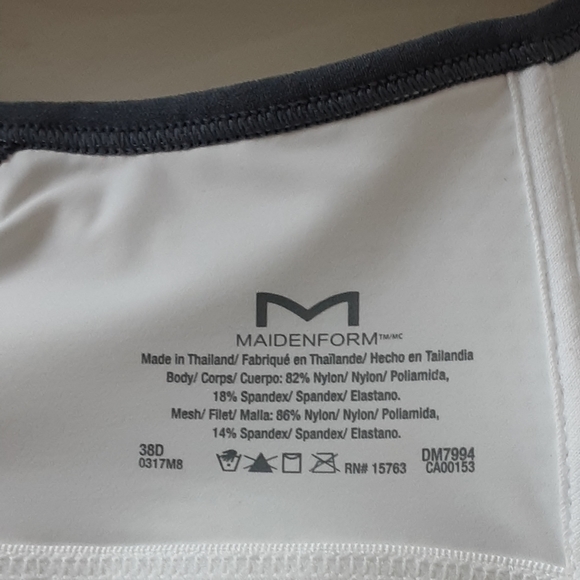 MAIDENFORM™/MC
Made in Thailand/ Fabriqué en Thaïlande/ Hecho en Tailandia
Body/ Corps/ Cuerpo: 82% Nylon/ Nylon/ Poliamida,
18% Spandex/ Spandex/ Elastano.
Mesh/ Filet/ Malla: 86% Nylon/ Nylon/ Poliamida,
14% Spandex/ Spandex/ Elastano.
38D
0317M8
RN# 15763
DM7994
CA00153